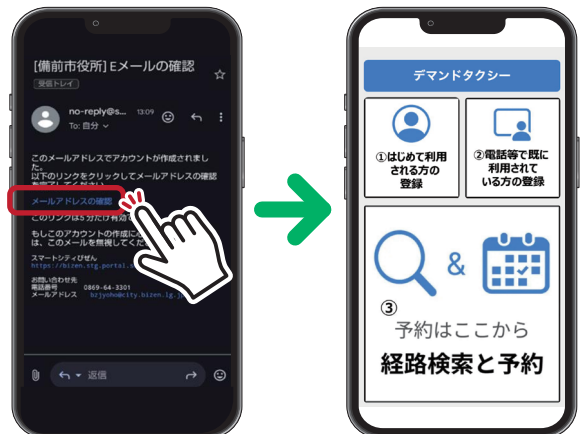 [備前市役所] Eメールの確認
受信トレイ
no-reply@s... 13:09
To: 自分
このメールアドレスでアカウントが作成されまし
た。
以下のリンクをクリックしてメールアドレスの確認
を完了してください。
メールアドレスの確認
このリンクは5分だけ有効
もしこのアカウントの作成に
は、このメールを無視してくだ
スマートシティびぜん
https://bizen.stg.portal.s
お問い合わせ先
電話番号 0869-64-3301
メールアドレス bzjyoho@city.bizen.lg.j
返信
デマンドタクシー
①はじめて利用
される方の
登録
②電話等で既に
利用されて
いる方の登録
&
③
予約はここから
経路検索と予約